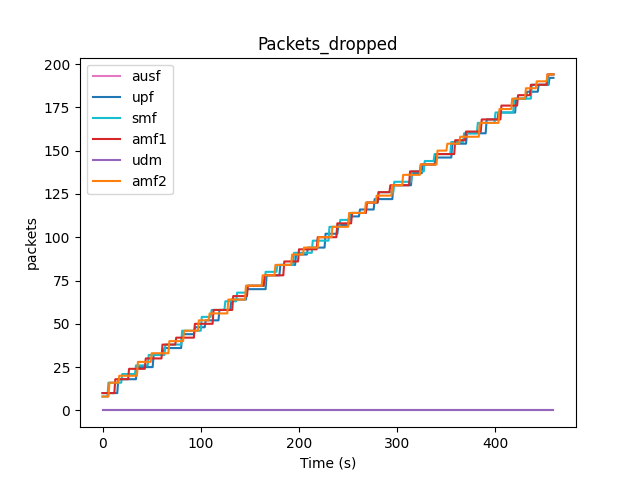 Packets_dropped
200
175
150
125
100
75
50
25
0
packets
ausf
upf
smf
amf1
udm
amf2
0 100 200 300 400
Time (s)